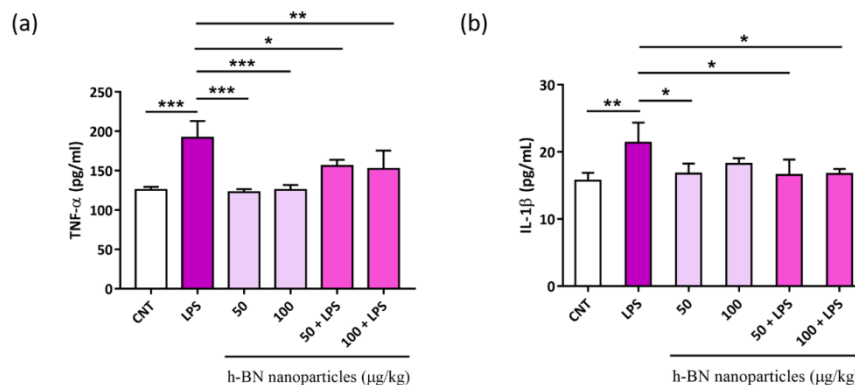 (a)
**
*
***
***
***
TNF-α (pg/ml)
250
200
150
100
50
0
CNT
LPS
50
100
50 + LPS
100 + LPS
h-BN nanoparticles (μg/kg)
(b)
*
*
**
*
IL-1β (pg/mL)
30
20
10
0
CNT
LPS
50
100
50 + LPS
100 + LPS
h-BN nanoparticles (μg/kg